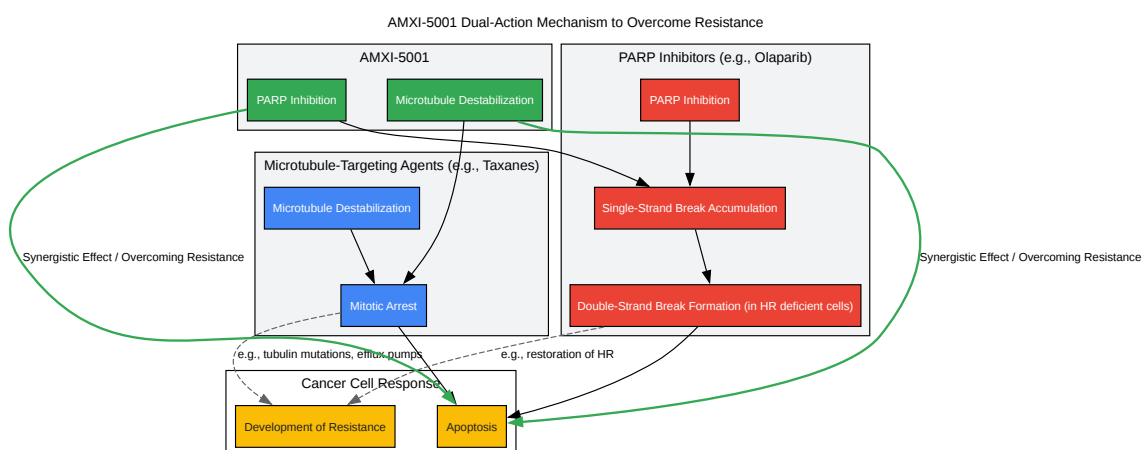 AMXI-5001 Dual-Action Mechanism to Overcome Resistance
AMXI-5001
PARP Inhibitors (e.g., Olaparib)
PARP Inhibition
Microtubule Destabilization
PARP Inhibition
Microtubule-Targeting Agents (e.g., Taxanes)
Microtubule Destabilization
Single-Strand Break Accumulation
Synergistic Effect / Overcoming Resistance
Synergistic Effect / Overcoming Resistance
Mitotic Arrest
Double-Strand Break Formation (in HR deficient cells)
e.g., tubulin mutations, efflux pumps
e.g., restoration of HR
Cancer Cell Response
Development of Resistance
Apoptosis